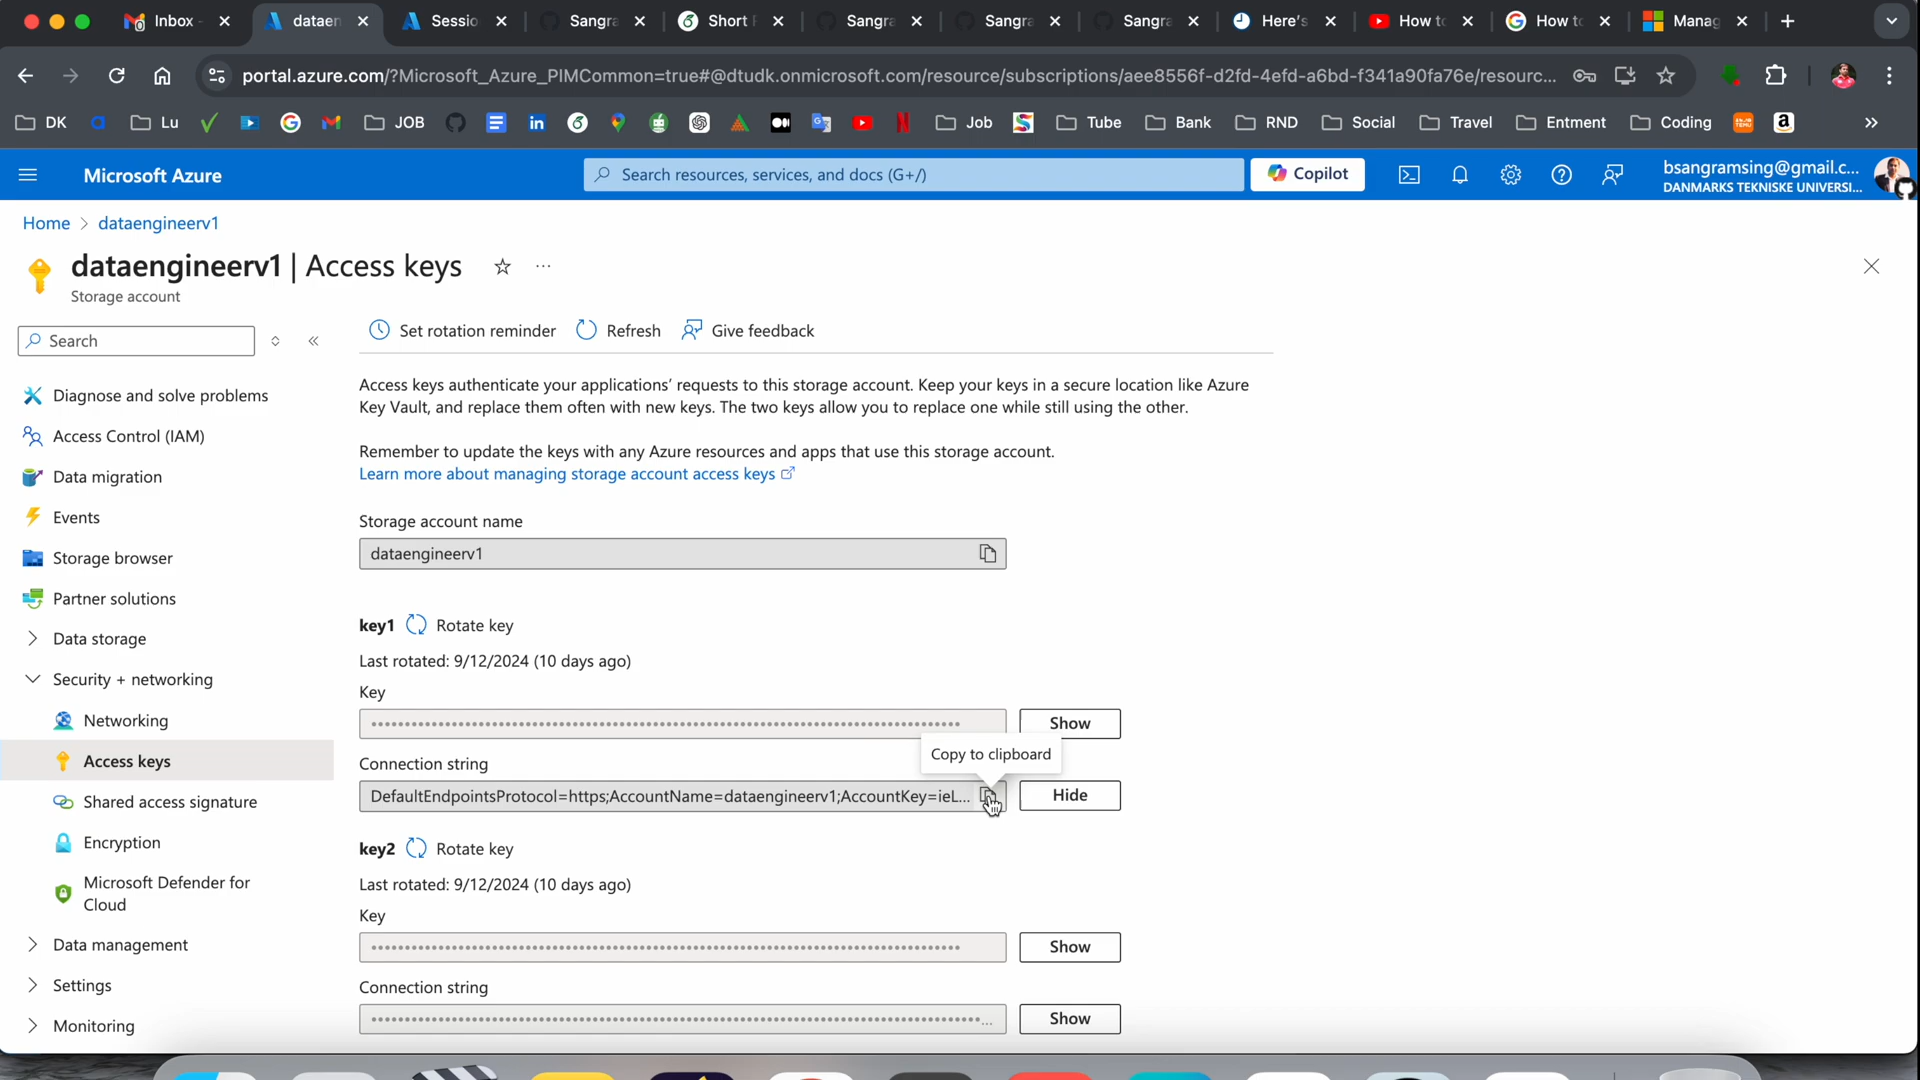 Inbox -
dataen
Sessio
Sangra
Short F
Sangra
Sangra
Sangra
Here's
How to
How to
Manag
portal.azure.com/?Microsoft_Azure_PIMCommon=true#@dtudk.onmicrosoft.com/resource/subscriptions/aee8556f-d2fd-4efd-a6bd-f341a90fa76e/resourc...
DK
Lu
JOB
Job
Tube
Bank
RND
Social
Travel
Entment
Coding
Microsoft Azure
Search resources, services, and docs (G+/)
Copilot
bsangramsing@gmail.c...
DANMARKS TEKNISKE UNIVERSI...
Home > dataengineerv1
dataengineerv1 | Access keys
Storage account
Search
Set rotation reminder
Refresh
Give feedback
Diagnose and solve problems
Access Control (IAM)
Data migration
Events
Storage browser
Partner solutions
Data storage
Security + networking
Networking
Access keys
Shared access signature
Encryption
Microsoft Defender for
Cloud
Data management
Settings
Monitoring
Access keys authenticate your applications' requests to this storage account. Keep your keys in a secure location like Azure
Key Vault, and replace them often with new keys. The two keys allow you to replace one while still using the other.
Remember to update the keys with any Azure resources and apps that use this storage account.
Learn more about managing storage account access keys
Storage account name
dataengineerv1
key1
Rotate key
Last rotated: 9/12/2024 (10 days ago)
Key
Show
Copy to clipboard
Connection string
DefaultEndpointsProtocol=https;AccountName=dataengineerv1;AccountKey=ieL...
Hide
key2
Rotate key
Last rotated: 9/12/2024 (10 days ago)
Key
Show
Connection string
Show